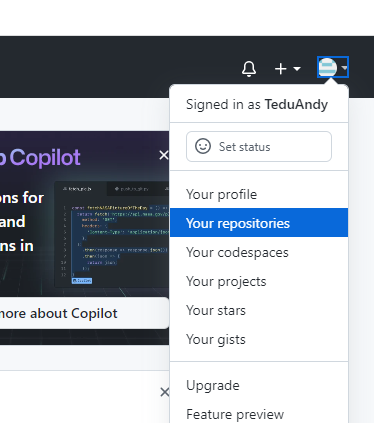 Signed in as TeduAndy
Copilot
Set status
ons for
and
ns in
Your profile
Your repositories
Your codespaces
Your projects
Your stars
Your gists
more about Copilot
Upgrade
Feature preview